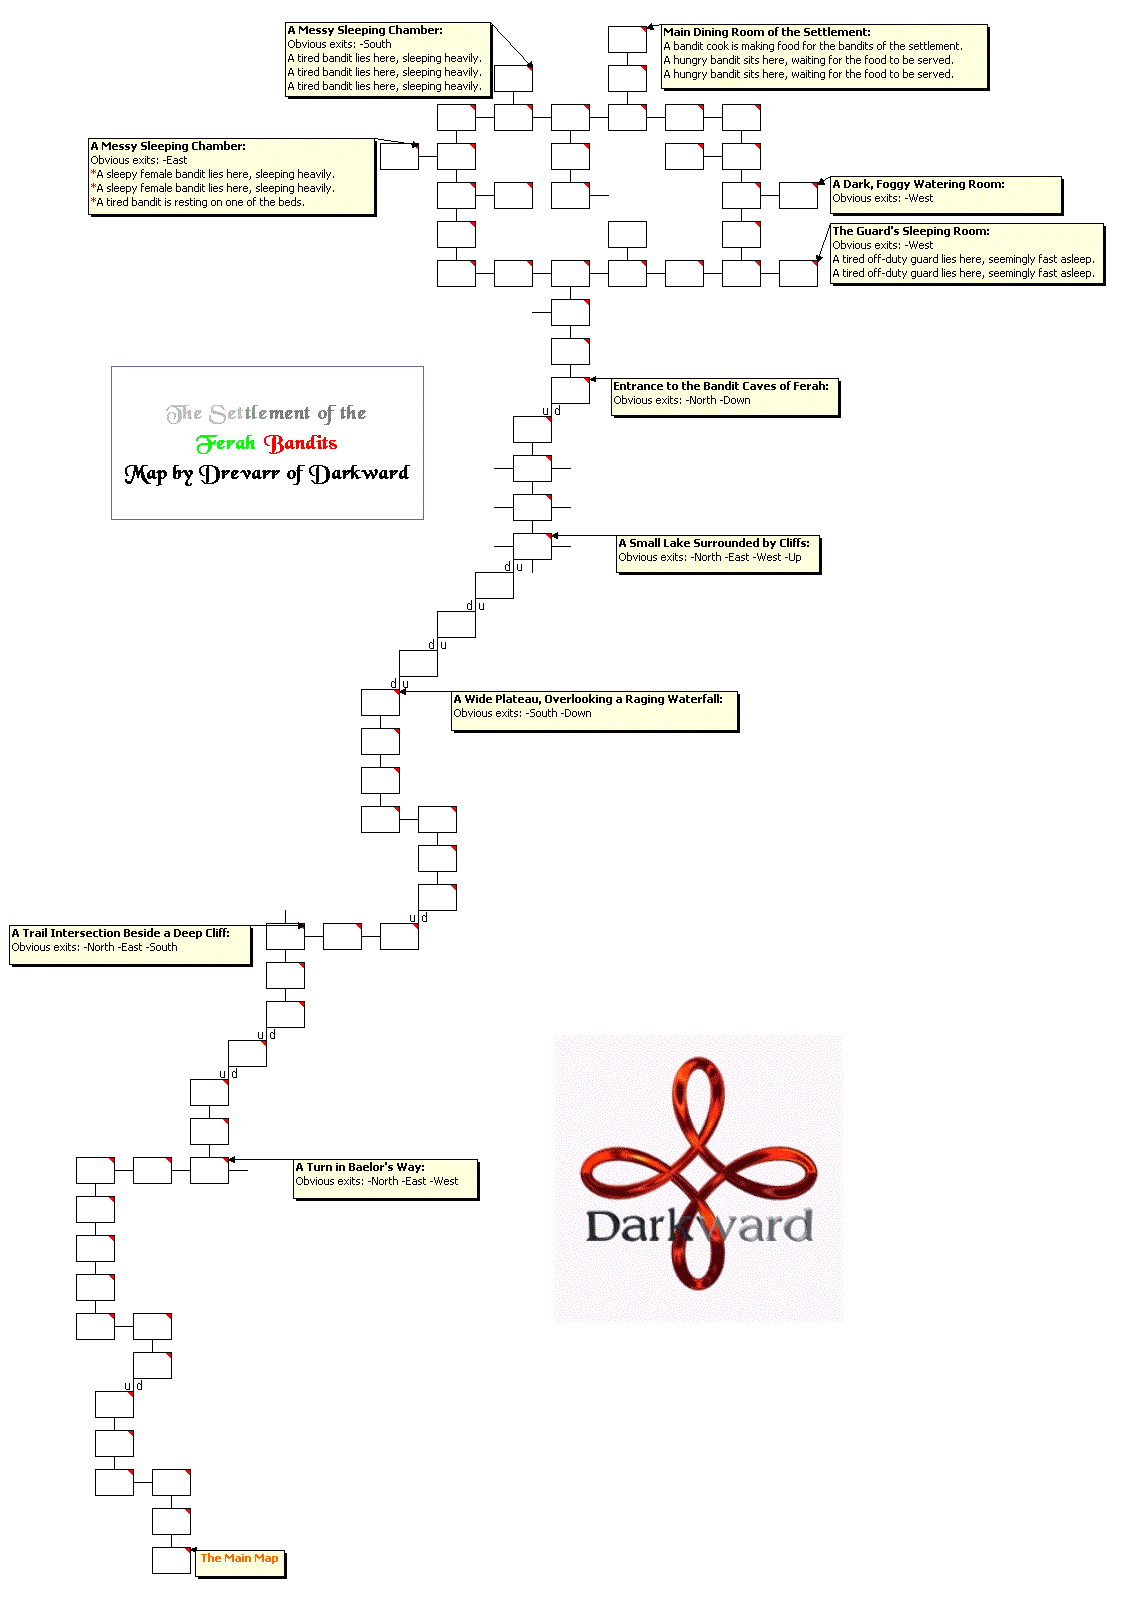 A Messy Sleeping Chamber:
Obvious exits: -South
A tired bandit lies here, sleeping heavily.
A tired bandit lies here, sleeping heavily.
A tired bandit lies here, sleeping heavily.
Main Dining Room of the Settlement:
A bandit cook is making food for the bandits of the settlement.
A hungry bandit sits here, waiting for the food to be served.
A hungry bandit sits here, waiting for the food to be served.
A Messy Sleeping Chamber:
Obvious exits: -East
*A sleepy female bandit lies here, sleeping heavily.
*A sleepy female bandit lies here, sleeping heavily.
*A tired bandit is resting on one of the beds.
A Dark, Foggy Watering Room:
Obvious exits: -West
The Guard's Sleeping Room:
Obvious exits: -West
A tired off-duty guard lies here, seemingly fast asleep.
A tired off-duty guard lies here, seemingly fast asleep.
The Settlement of the
Ferah Bandits
Map by Drevarr of Darkward
Entrance to the Bandit Caves of Ferah:
Obvious exits: -North -Down
u d
A Small Lake Surrounded by Cliffs:
Obvious exits: -North -East -West -Up
d u
d u
d u
d u
A Wide Plateau, Overlooking a Raging Waterfall:
Obvious exits: -South -Down
u d
A Trail Intersection Beside a Deep Cliff:
Obvious exits: -North -East -South
u d
u d
A Turn in Baelor's Way:
Obvious exits: -North -East -West
Darkward
u d
The Main Map